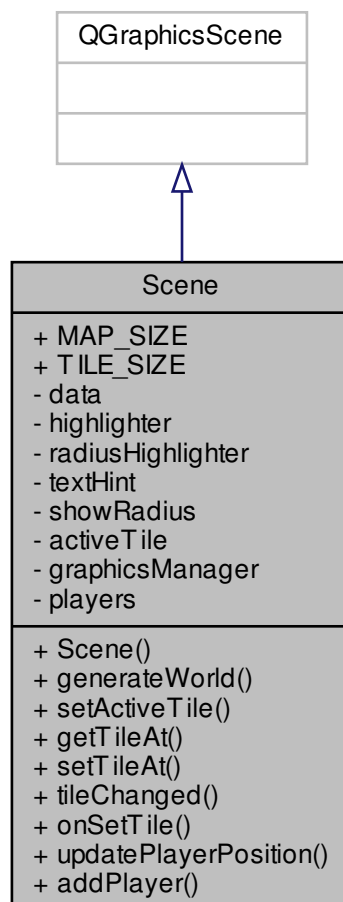 QGraphicsScene
Scene
+ MAP_SIZE
+ TILE_SIZE
- data
- highlighter
- radiusHighlighter
- textHint
- showRadius
- activeTile
- graphicsManager
- players
+ Scene()
+ generateWorld()
+ setActiveTile()
+ getTileAt()
+ setTileAt()
+ tileChanged()
+ onSetTile()
+ updatePlayerPosition()
+ addPlayer()